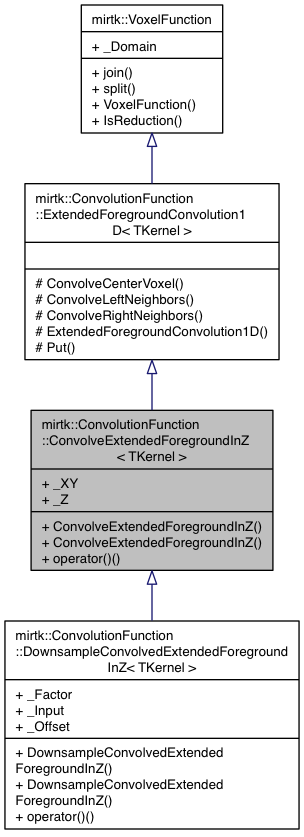 mirtk::VoxelFunction
+ _Domain
+ join()
+ split()
+ VoxelFunction()
+ IsReduction()
mirtk::ConvolutionFunction
::ExtendedForegroundConvolution1
D< TKernel >
# ConvolveCenterVoxel()
# ConvolveLeftNeighbors()
# ConvolveRightNeighbors()
# ExtendedForegroundConvolution1D()
# Put()
mirtk::ConvolutionFunction
::ConvolveExtendedForegroundInZ
< TKernel >
+ _XY
+ _Z
+ ConvolveExtendedForegroundInZ()
+ ConvolveExtendedForegroundInZ()
+ operator()()
mirtk::ConvolutionFunction
::DownsampleConvolvedExtendedForeground
InZ< TKernel >
+ _Factor
+ _Input
+ _Offset
+ DownsampleConvolvedExtended
ForegroundInZ()
+ DownsampleConvolvedExtended
ForegroundInZ()
+ operator()()